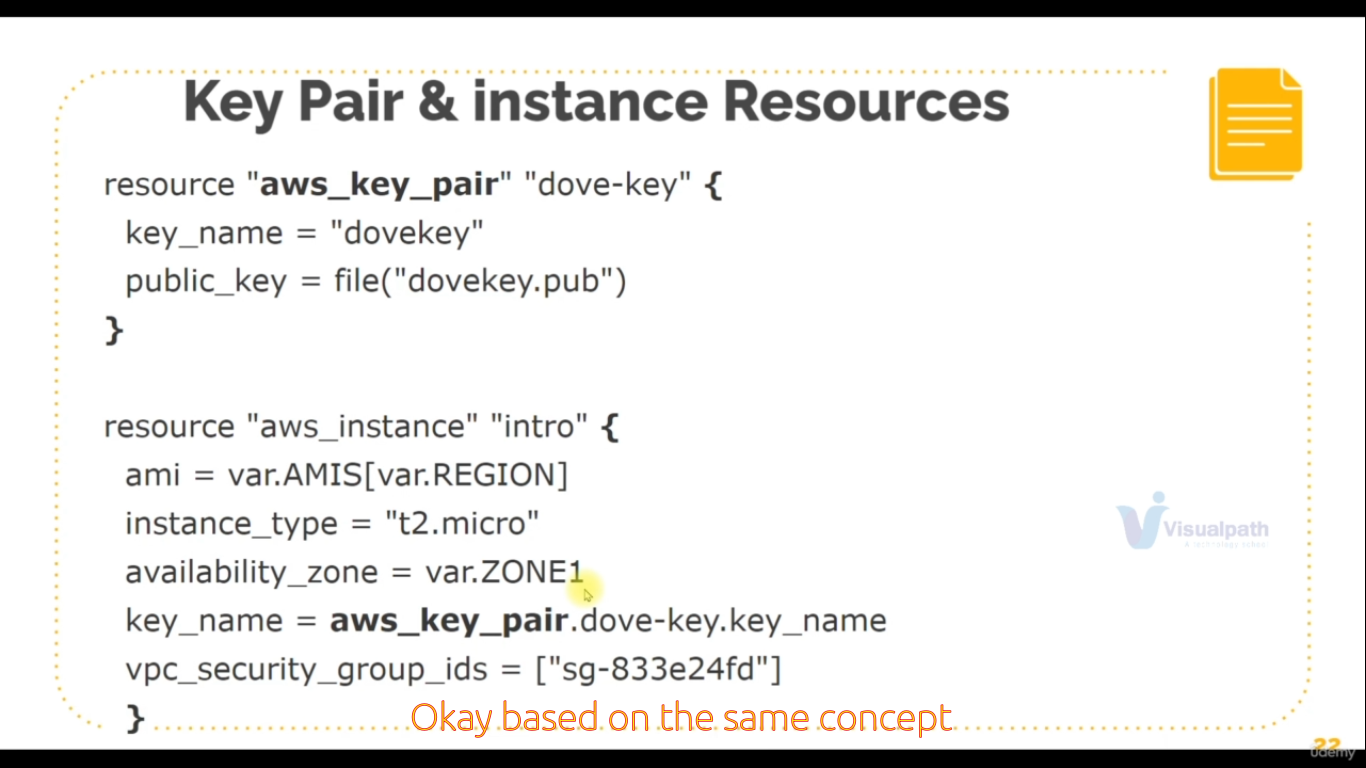 Key Pair & instance Resources
resource "aws_key_pair" "dove-key" {
key_name = "dovekey"
public_key = file("dovekey.pub")
}
resource "aws_instance" "intro" {
ami = var.AMIS[var.REGION]
instance_type = "t2.micro"
availability_zone = var.ZONE1
key_name = aws_key_pair.dove-key.key_name
vpc_security_group_ids = ["sg-833e24fd"]
}
Visualpath
Okay based on the same concept
22
udemy